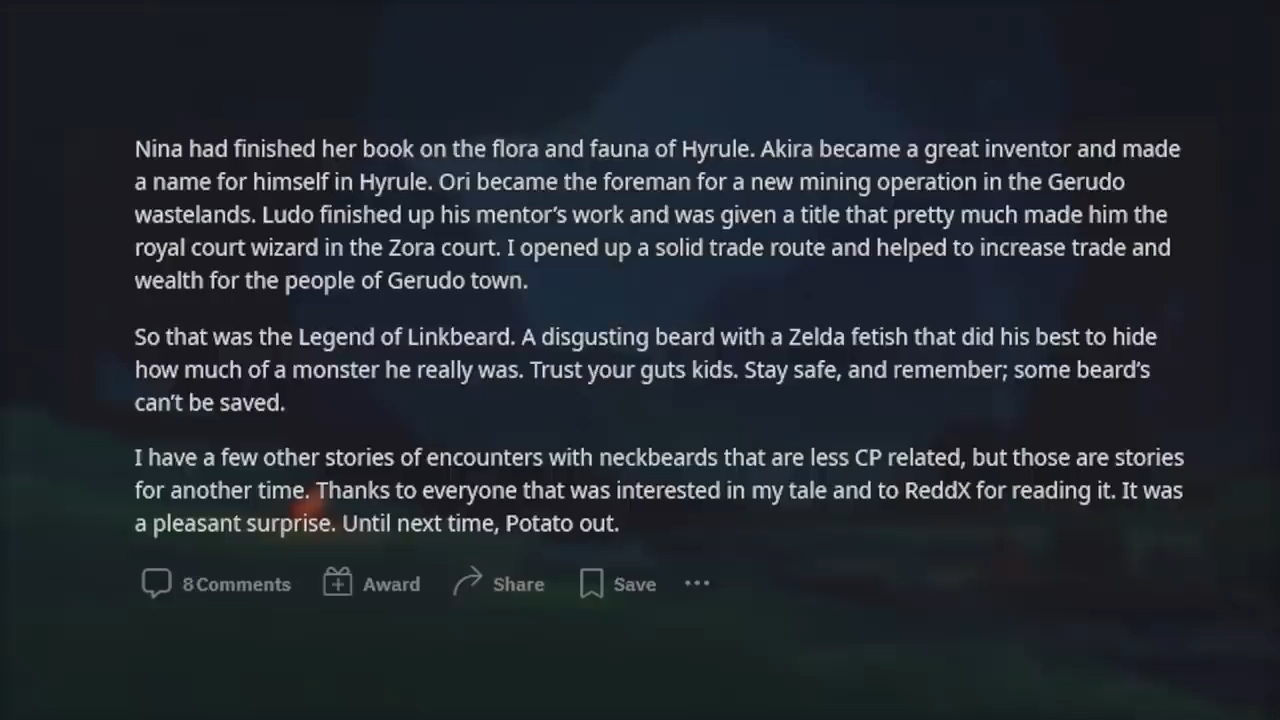 Nina had finished her book on the flora and fauna of Hyrule. Akira became a great inventor and made
a name for himself in Hyrule. Ori became the foreman for a new mining operation in the Gerudo
wastelands. Ludo finished up his mentor’s work and was given a title that pretty much made him the
royal court wizard in the Zora court. I opened up a solid trade route and helped to increase trade and
wealth for the people of Gerudo town.
So that was the Legend of Linkbeard. A disgusting beard with a Zelda fetish that did his best to hide
how much of a monster he really was. Trust your guts kids. Stay safe, and remember; some beard’s
can’t be saved.
I have a few other stories of encounters with neckbeards that are less CP related, but those are stories
for another time. Thanks to everyone that was interested in my tale and to ReddX for reading it. It was
a pleasant surprise. Until next time, Potato out.
8 Comments Award Share Save ···